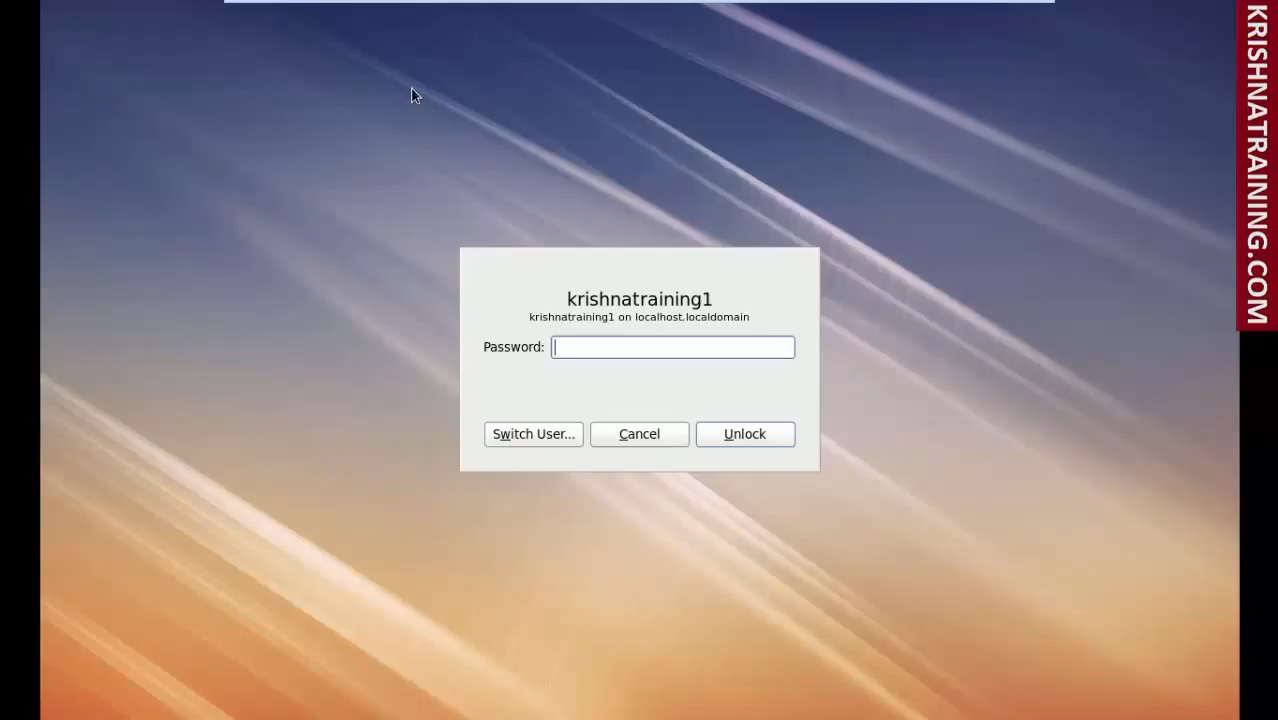 KRISHNATRAINING.COM
krishnatraining1
krishnatraining1 on localhost.localdomain
Password:
Switch User...
Cancel
Unlock